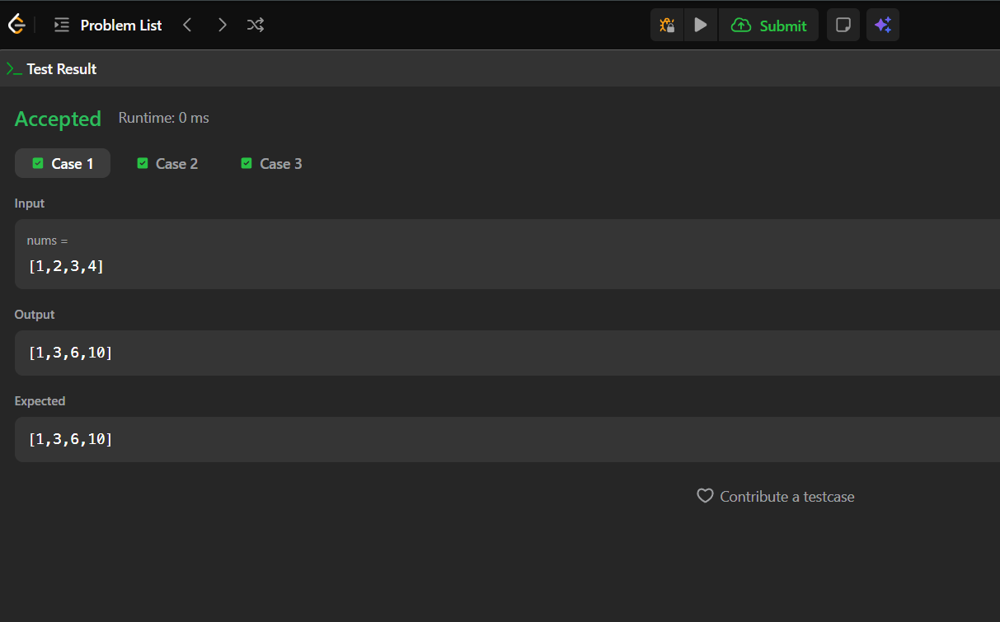 Problem List
Submit
Test Result
Accepted Runtime: 0 ms
Case 1 Case 2 Case 3
Input
nums =
[1,2,3,4]
Output
[1,3,6,10]
Expected
[1,3,6,10]
Contribute a testcase